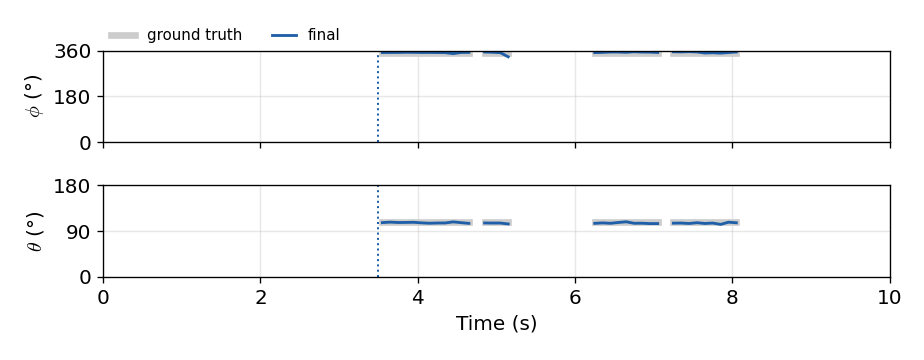 ground truth final
360
180
0
ϕ (°)
180
90
0
θ (°)
0 2 4 6 8 10
Time (s)